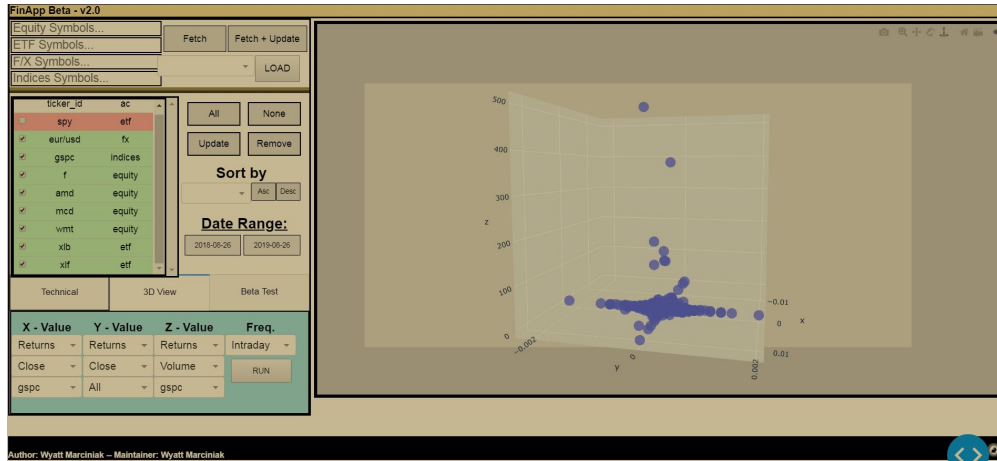 FinApp Beta - v2.0
Equity Symbols...
ETF Symbols...
F/X Symbols...
Indices Symbols...
Fetch
Fetch + Update
LOAD
ticker_id ac
spy etf
eur/usd fx
gspc indices
f equity
amd equity
mcd equity
wmt equity
xlb etf
xlf etf
All
None
Update
Remove
Sort by
Asc
Desc
Date Range:
2018-08-26
2019-08-26
Technical
3D View
Beta Test
X - Value Y - Value Z - Value Freq.
Returns Returns Returns Intraday
Close Close Volume RUN
gspc All gspc
500
400
300
z
200
100
0
−0.002
0
y
0.002
−0.01
0
x
0.01
Author: Wyatt Marciniak -- Maintainer: Wyatt Marciniak